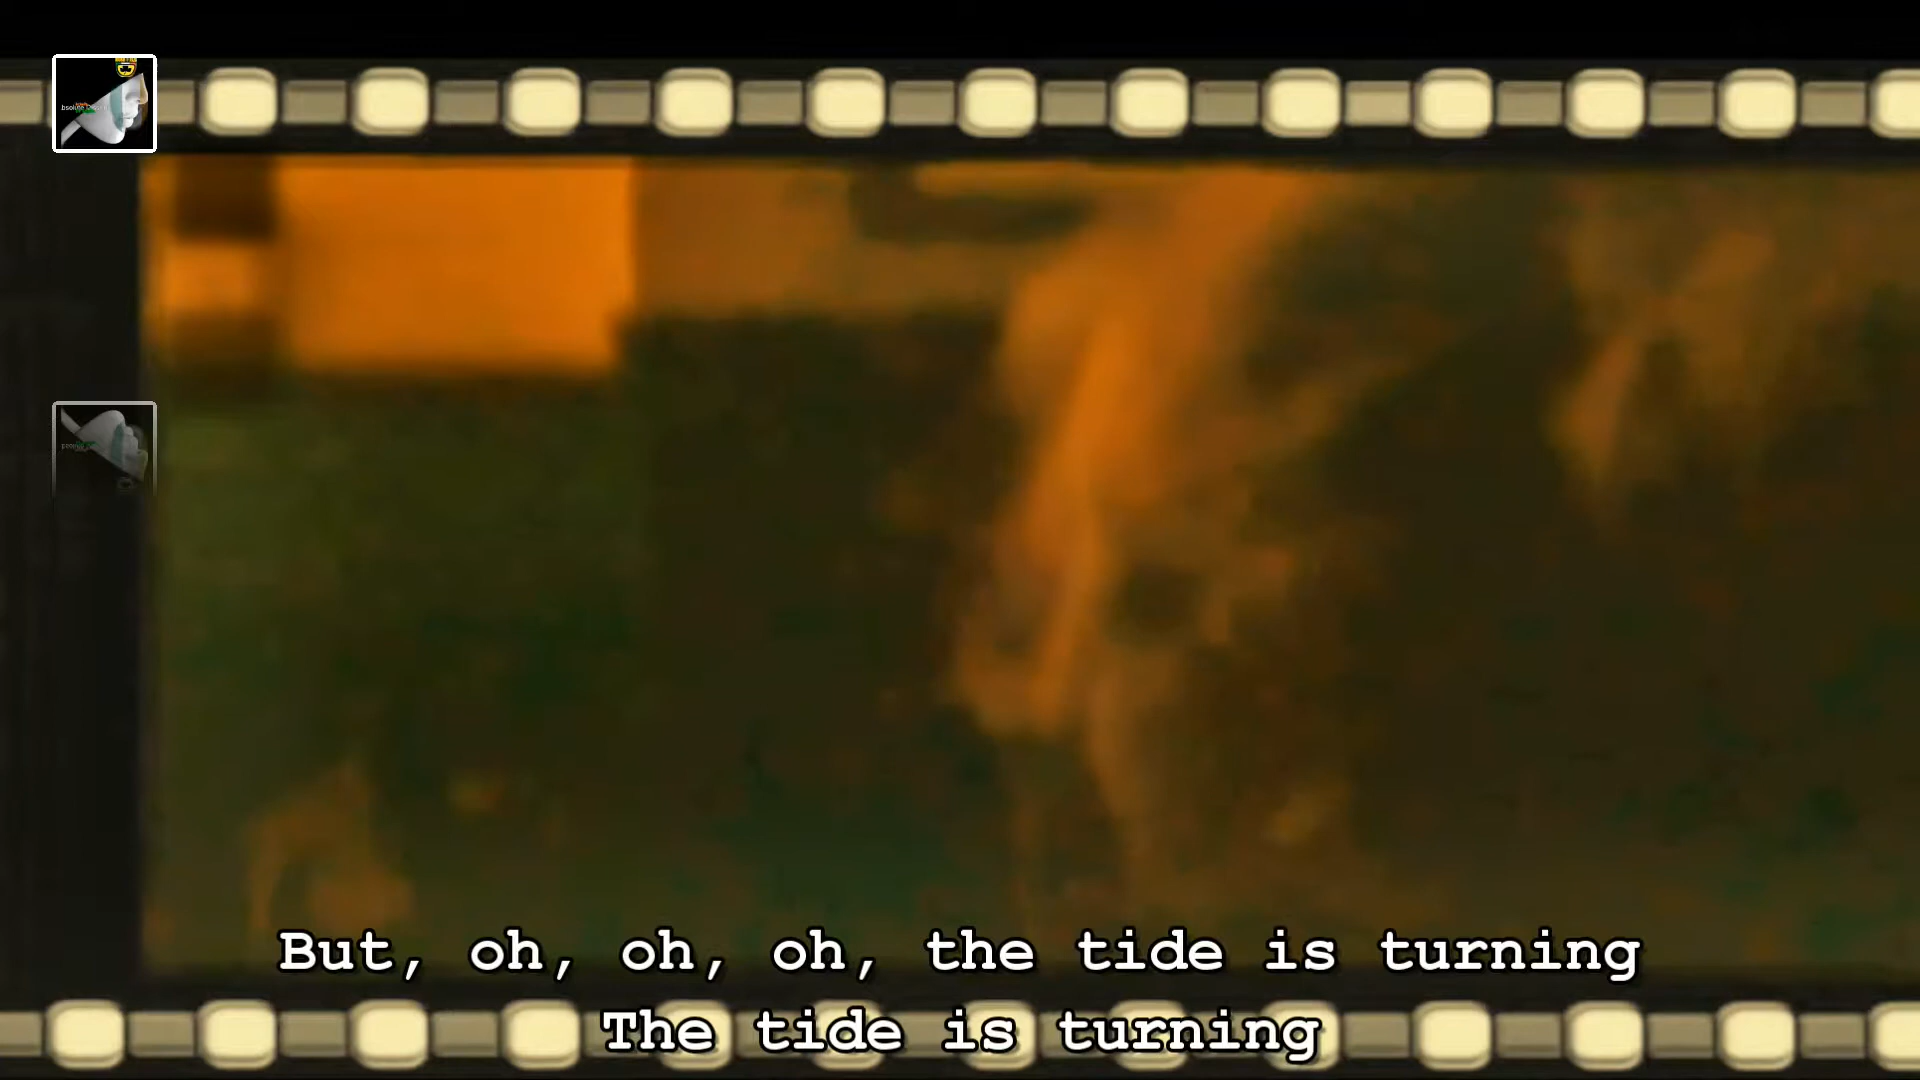 But, oh, oh, oh, the tide is turning
The tide is turning